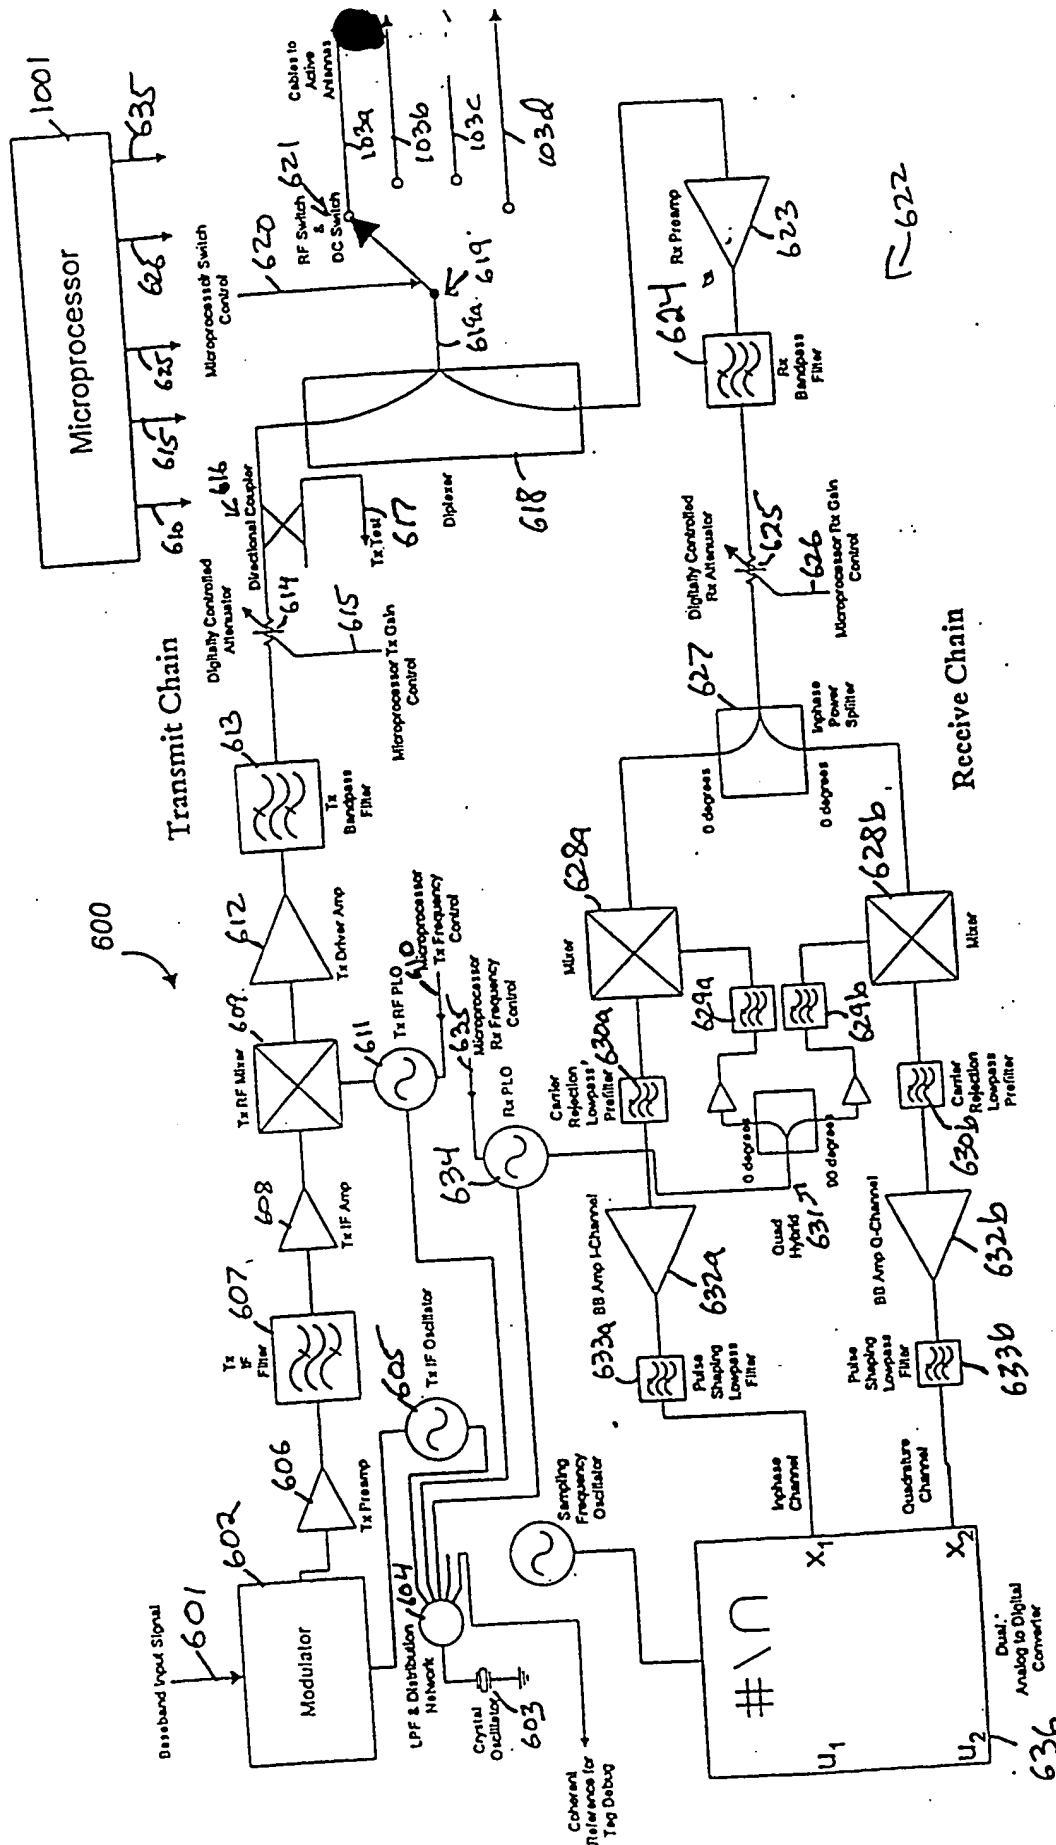 Microprocessor
1001
616
615
625
626
635
Microprocessor Switch
Control
620
RF Switch
&
DC Switch
621
Cables to
Active
Antennas
103a
103b
103c
103d
619a.
619'
600
Transmit Chain
Baseband Input Signal
601
602
Modulator
606
Tx Preamp
607
Tx
IF
Filter
608
Tx IF Amp
609
Tx RF Mixer
612
Tx Driver Amp
613
Tx
Bandpass
Filter
Digitally Controlled
Attenuator
614
615
Microprocessor Tx Gain
Control
616
Directional Coupler
Tx Test
617
Diplexer
618
LPF & Distribution
Network
604
Crystal
Oscillator
603
605
Tx IF Oscillator
611
Tx RF PLO
610
Microprocessor
Tx Frequency
Control
635
Microprocessor
Rx Frequency
Control
634
Rx PLO
Coherent
Reference for
Tag Debug
Sampling
Frequency
Oscillator
622
623
Rx Preamp
624
Rx
Bandpass
Filter
Digitally Controlled
Rx Attenuator
625
626
Microprocessor Rx Gain
Control
627
Inphase
Power
Splitter
0 degrees
0 degrees
Receive Chain
628a
Mixer
628b
Mixer
629a
629b
630a
Carrier
Rejection
Lowpass
Prefilter
630b
Carrier
Rejection
Lowpass
Prefilter
0 degrees
90 degrees
Quad
Hybrid
631
BB Amp I-Channel
632a
BB Amp Q-Channel
632b
633a
Pulse
Shaping
Lowpass
Filter
Pulse
Shaping
Lowpass
Filter
633b
Inphase
Channel
Quadrature
Channel
#\∩
U1
X1
U2
X2
Dual,
Analog to Digital
Converter
636